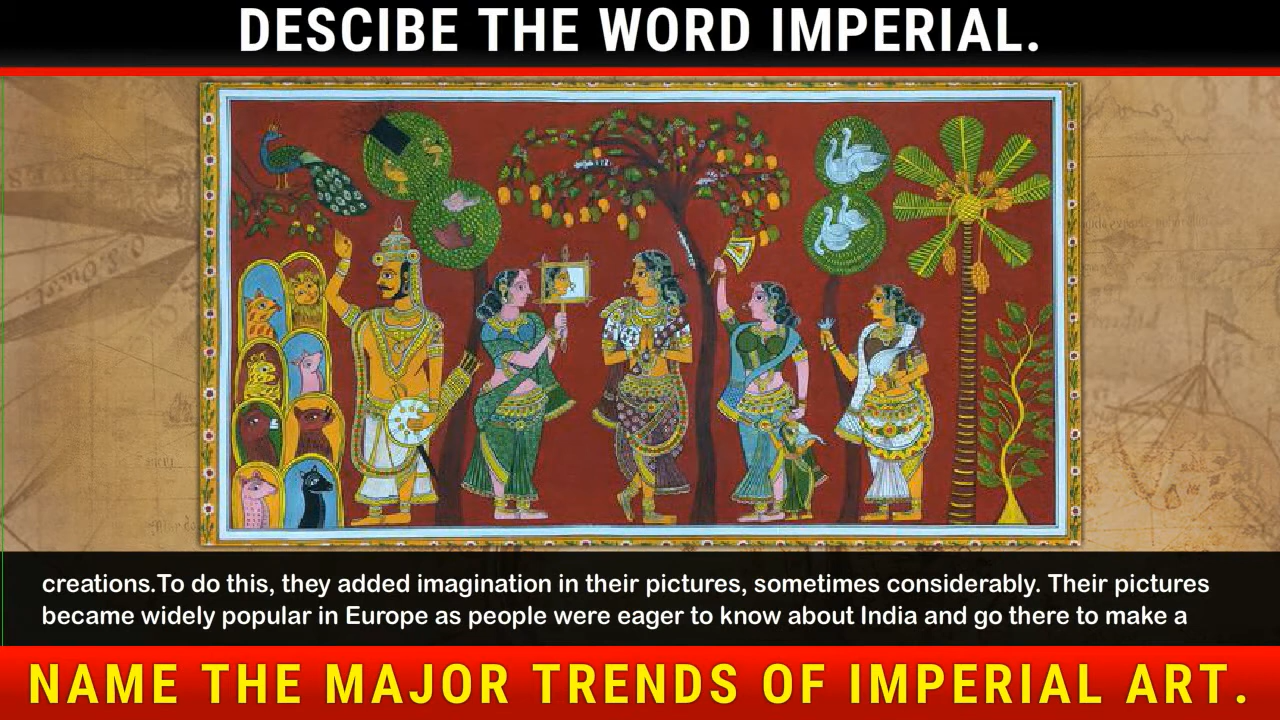 DESCIBE THE WORD IMPERIAL.
creations.To do this, they added imagination in their pictures, sometimes considerably. Their pictures
became widely popular in Europe as people were eager to know about India and go there to make a
NAME THE MAJOR TRENDS OF IMPERIAL ART.